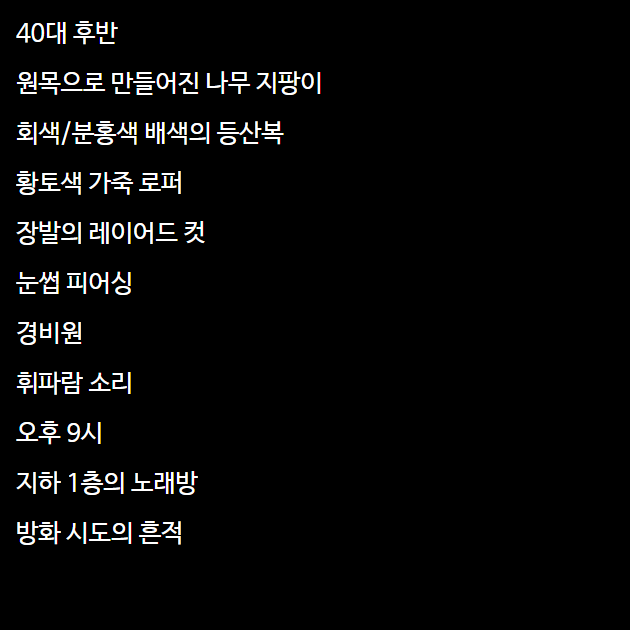 40대 후반
원목으로 만들어진 나무 지팡이
회색/분홍색 배색의 등산복
황토색 가죽 로퍼
장발의 레이어드 컷
눈썹 피어싱
경비원
휘파람 소리
오후 9시
지하 1층의 노래방
방화 시도의 흔적